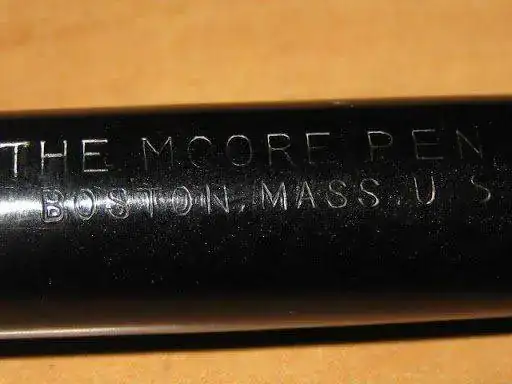 THE MOORE PEN
BOSTON, MASS. U S